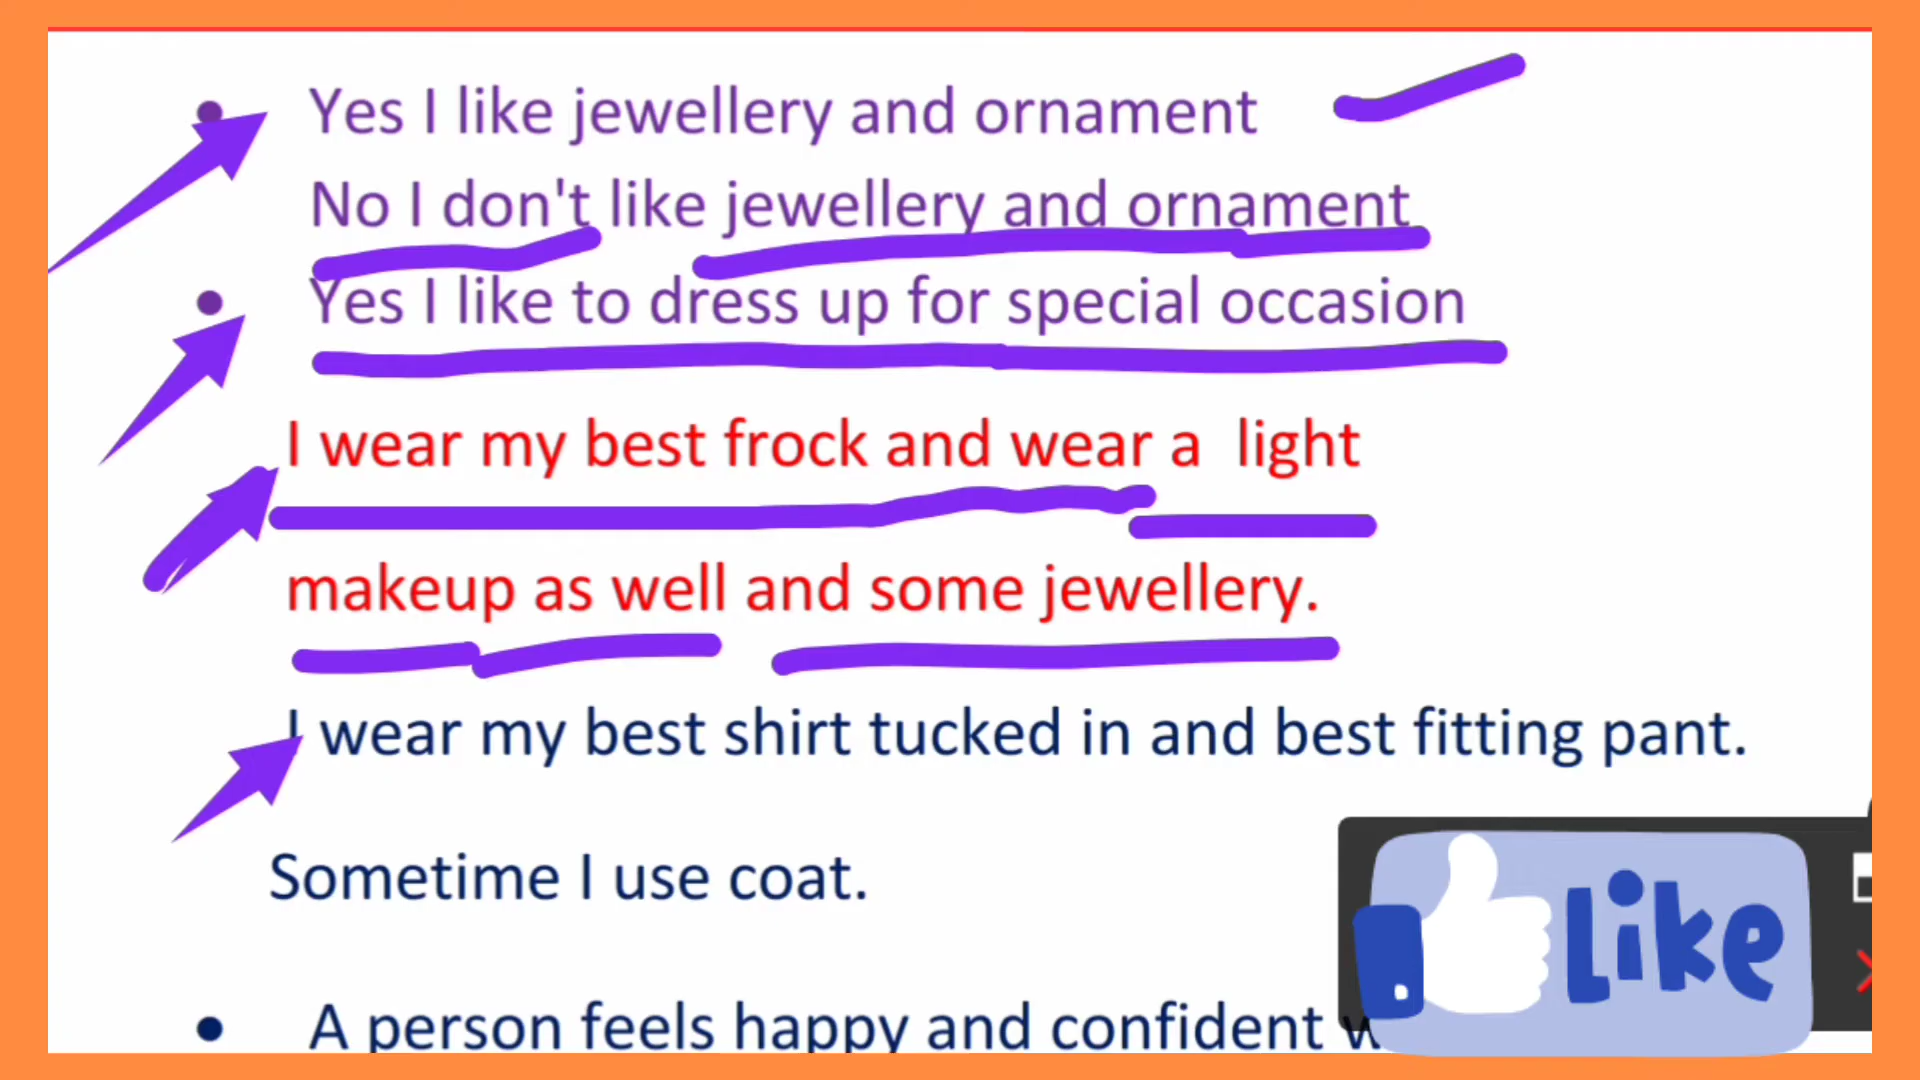 Yes I like jewellery and ornament
No I don't like jewellery and ornament
Yes I like to dress up for special occasion
I wear my best frock and wear a light
makeup as well and some jewellery.
I wear my best shirt tucked in and best fitting pant.
Sometime I use coat.
A person feels happy and confident
Like